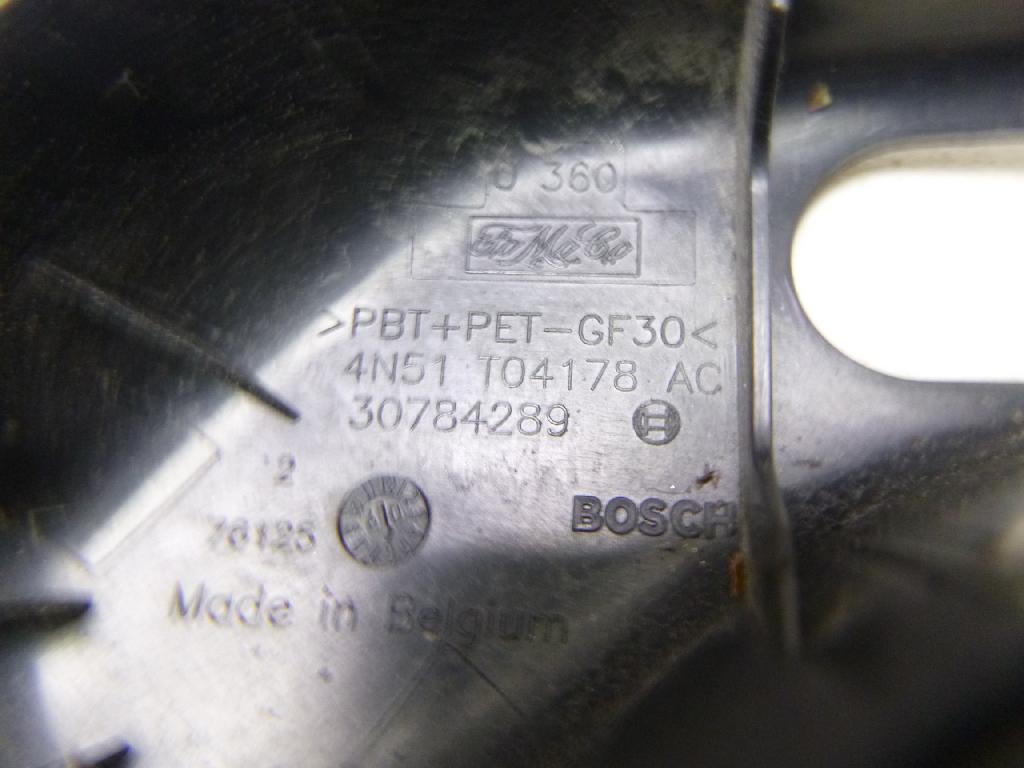 0 360
FoMoCo
>PBT+PET-GF30<
4N51 T04178 AC
30784289
2
76125
BOSCH
Made in Belgium